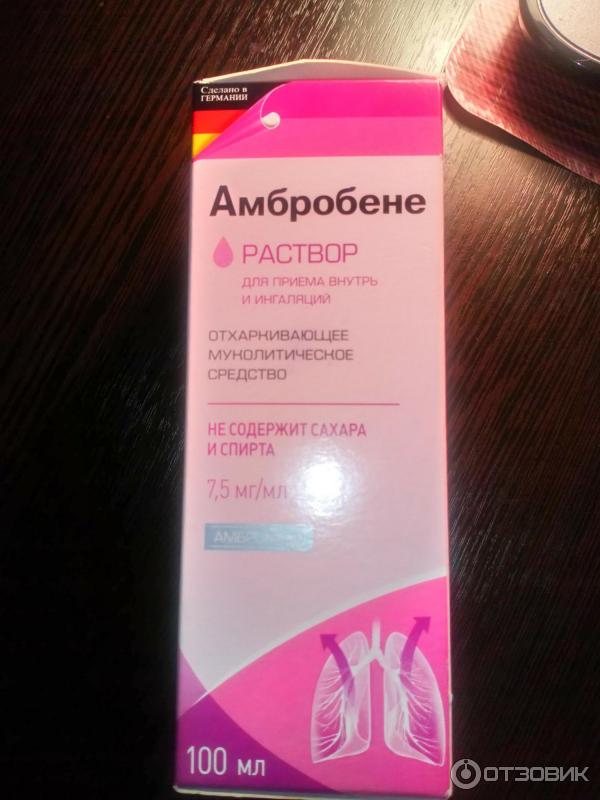 Сделано в
ГЕРМАНИИ
Амбробене
РАСТВОР
ДЛЯ ПРИЕМА ВНУТРЬ
И ИНГАЛЯЦИЙ
ОТХАРКИВАЮЩЕЕ
МУКОЛИТИЧЕСКОЕ
СРЕДСТВО
НЕ СОДЕРЖИТ САХАРА
И СПИРТА
7,5 мг/мл
100 мл
ОТЗОВИК